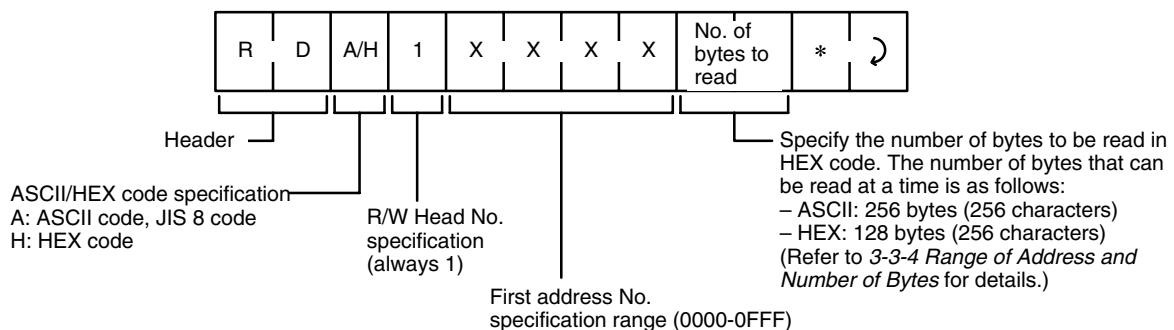 R D A/H 1 X X X X No. of bytes to read *
Header
ASCII/HEX code specification
A: ASCII code, JIS 8 code
H: HEX code
R/W Head No.
specification
(always 1)
First address No.
specification range (0000-0FFF)
Specify the number of bytes to be read in
HEX code. The number of bytes that can
be read at a time is as follows:
– ASCII: 256 bytes (256 characters)
– HEX: 128 bytes (256 characters)
(Refer to 3-3-4 Range of Address and
Number of Bytes for details.)